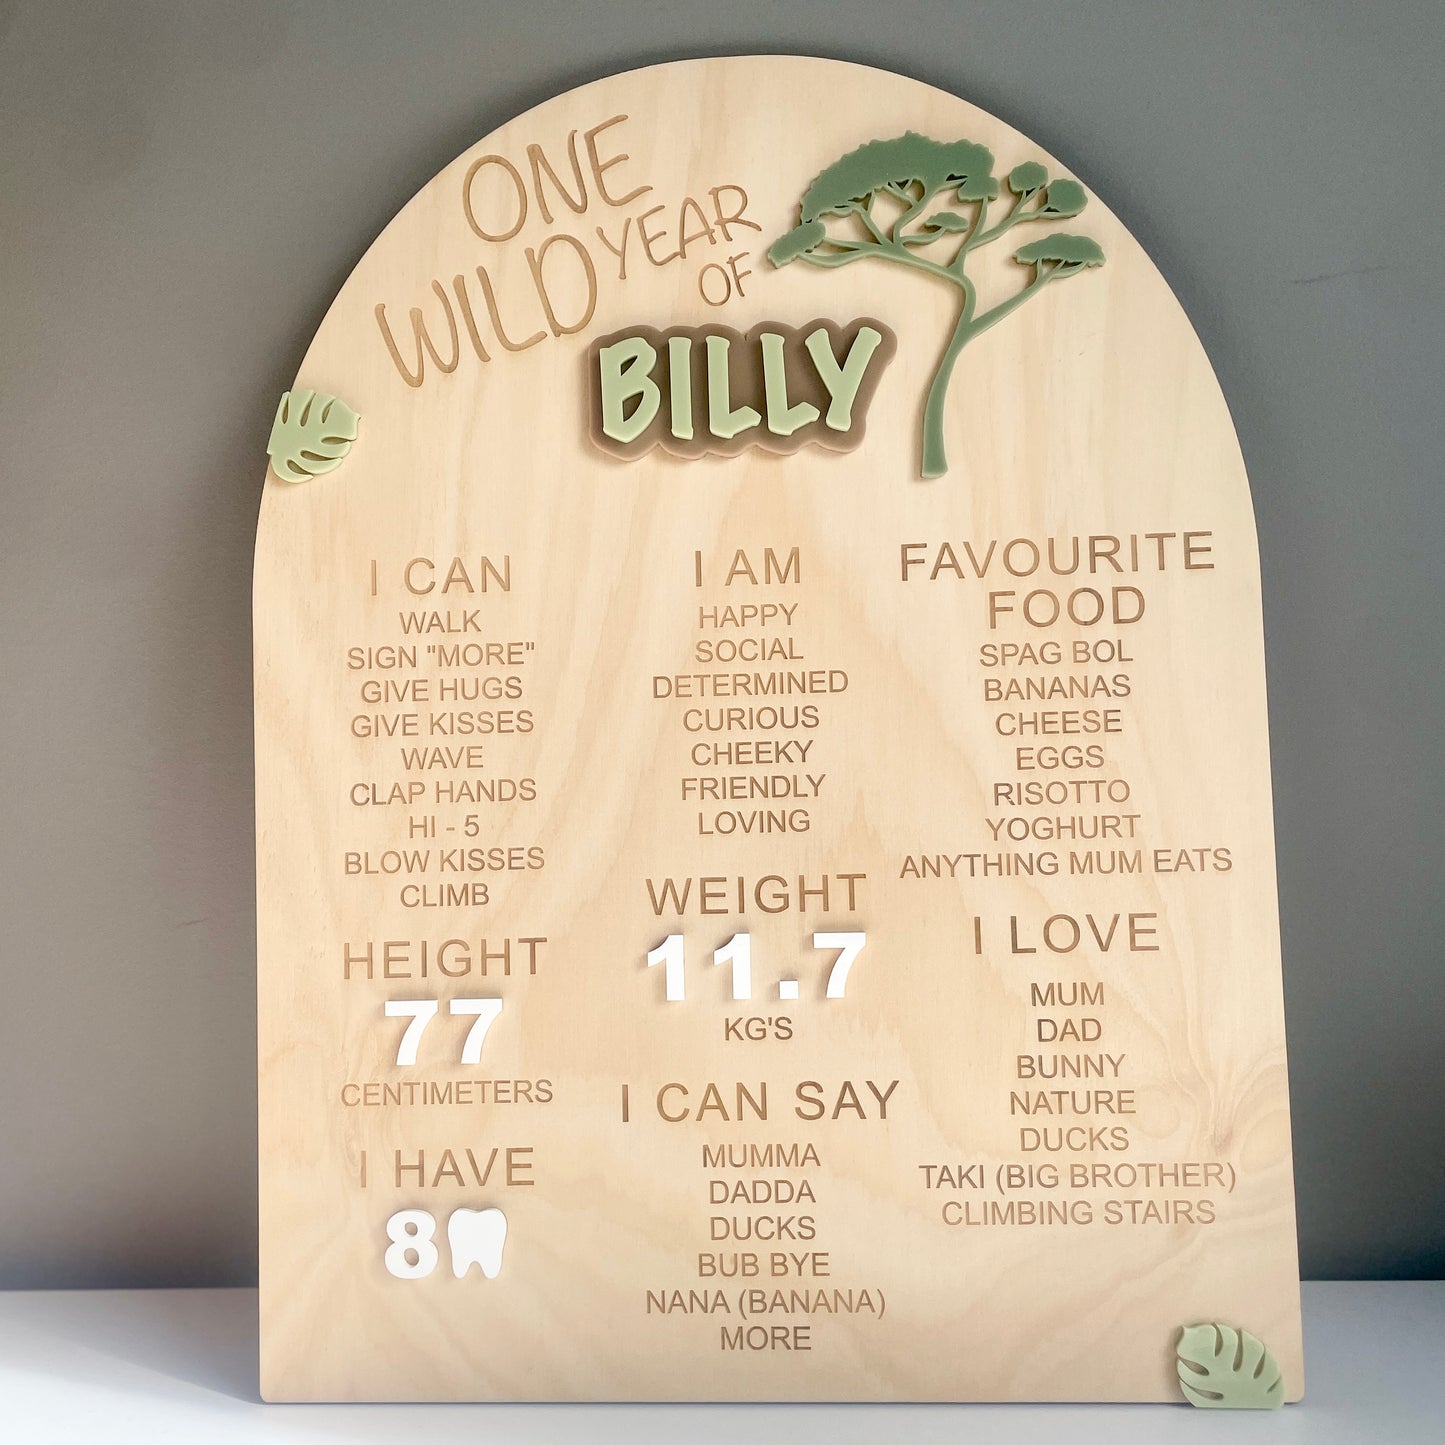 ONE
WILD YEAR
OF
BILLY
I CAN
WALK
SIGN "MORE"
GIVE HUGS
GIVE KISSES
WAVE
CLAP HANDS
HI - 5
BLOW KISSES
CLIMB
HEIGHT
77
CENTIMETERS
I HAVE
8
I AM
HAPPY
SOCIAL
DETERMINED
CURIOUS
CHEEKY
FRIENDLY
LOVING
WEIGHT
11.7
KG'S
I CAN SAY
MUMMA
DADDA
DUCKS
BUB BYE
NANA (BANANA)
MORE
FAVOURITE
FOOD
SPAG BOL
BANANAS
CHEESE
EGGS
RISOTTO
YOGHURT
ANYTHING MUM EATS
I LOVE
MUM
DAD
BUNNY
NATURE
DUCKS
TAKI (BIG BROTHER)
CLIMBING STAIRS